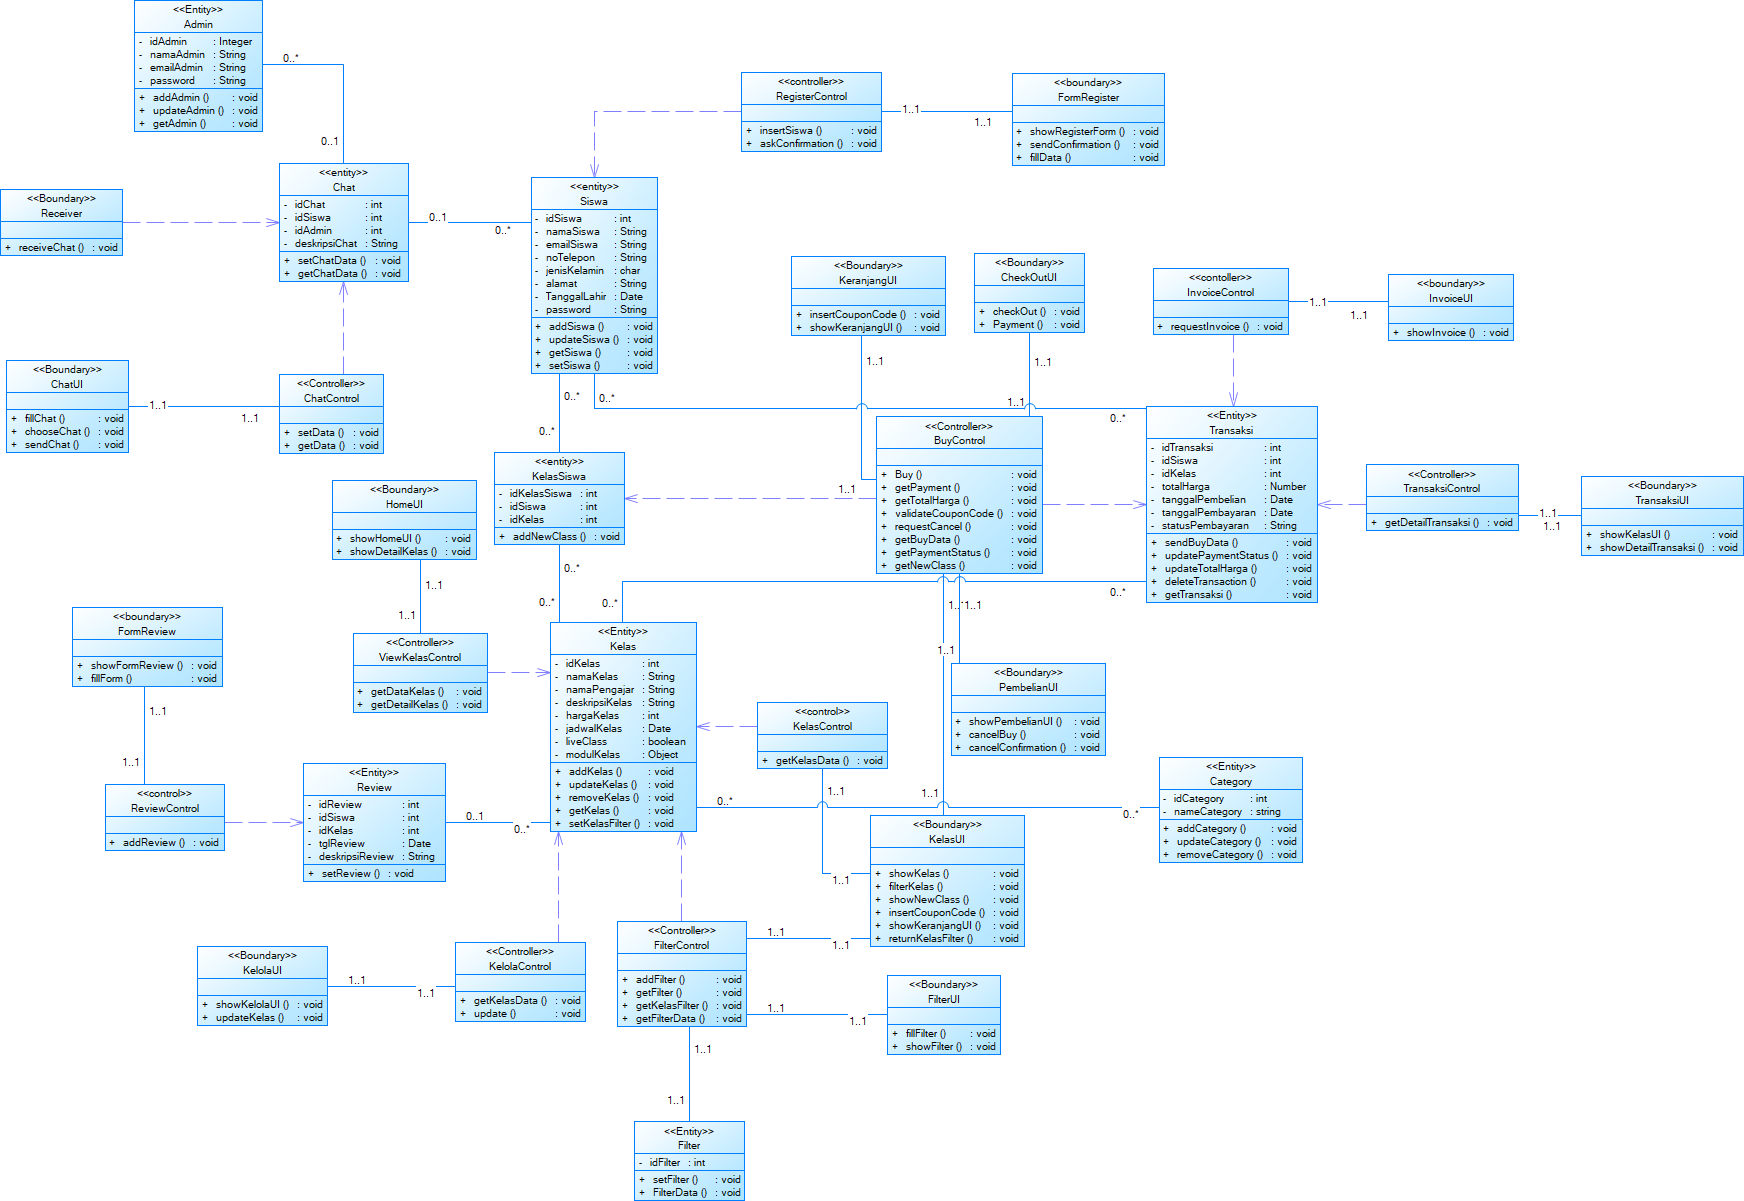 <<Entity>>
Admin
- idAdmin : Integer
- namaAdmin : String
- emailAdmin : String
- password : String
+ addAdmin () : void
+ updateAdmin () : void
+ getAdmin () : void
0..*
0..1
<<controller>>
RegisterControl
+ insertSiswa () : void
+ askConfirmation () : void
1..1
1..1
<<boundary>>
FormRegister
+ showRegisterForm () : void
+ sendConfirmation () : void
+ fillData () : void
<<Boundary>>
Receiver
+ receiveChat () : void
<<entity>>
Chat
- idChat : int
- idSiswa : int
- idAdmin : int
- deskripsiChat : String
+ setChatData () : void
+ getChatData () : void
0..1
0..*
<<entity>>
Siswa
- idSiswa : int
- namaSiswa : String
- emailSiswa : String
- noTelepon : String
- jenisKelamin : char
- alamat : String
- TanggalLahir : Date
- password : String
+ addSiswa () : void
+ updateSiswa () : void
+ getSiswa () : void
+ setSiswa () : void
<<Boundary>>
KeranjangUI
+ insertCouponCode () : void
+ showKeranjangUI () : void
1..1
1..1
<<Boundary>>
CheckOutUI
+ checkOut () : void
+ Payment () : void
1..1
1..1
<<contoller>>
InvoiceControl
+ requestInvoice () : void
1..1
1..1
<<boundary>>
InvoiceUI
+ showInvoice () : void
<<Boundary>>
ChatUI
+ fillChat () : void
+ chooseChat () : void
+ sendChat () : void
1..1
1..1
<<Controller>>
ChatControl
+ setData () : void
+ getData () : void
0..*
0..*
0..*
0..*
<<entity>>
KelasSiswa
- idKelasSiswa : int
- idSiswa : int
- idKelas : int
+ addNewClass () : void
0..*
0..*
<<Controller>>
BuyControl
+ Buy () : void
+ getPayment () : void
+ getTotalHarga () : void
+ validateCouponCode () : void
+ requestCancel () : void
+ getBuyData () : void
+ getPaymentStatus () : void
+ getNewClass () : void
<<Entity>>
Transaksi
- idTransaksi : int
- idSiswa : int
- idKelas : int
- totalHarga : Number
- tanggalPembelian : Date
- tanggalPembayaran : Date
- statusPembayaran : String
+ sendBuyData () : void
+ updatePaymentStatus () : void
+ updateTotalHarga () : void
+ deleteTransaction () : void
+ getTransaksi () : void
0..*
0..*
<<Controller>>
TransaksiControl
+ getDetailTransaksi () : void
1..1
1..1
<<Boundary>>
TransaksiUI
+ showKelasUI () : void
+ showDetailTransaksi () : void
<<Boundary>>
HomeUI
+ showHomeUI () : void
+ showDetailKelas () : void
1..1
1..1
<<Controller>>
ViewKelasControl
+ getDataKelas () : void
+ getDetailKelas () : void
<<boundary>>
FormReview
+ showFormReview () : void
+ fillForm () : void
1..1
1..1
<<control>>
ReviewControl
+ addReview () : void
<<Entity>>
Review
- idReview : int
- idSiswa : int
- idKelas : int
- tglReview : Date
- deskripsiReview : String
+ setReview () : void
0..1
0..*
<<Entity>>
Kelas
- idKelas : int
- namaKelas : String
- namaPengajar : String
- deskripsiKelas : String
- hargaKelas : int
- jadwalKelas : Date
- liveClass : boolean
- modulKelas : Object
+ addKelas () : void
+ updateKelas () : void
+ removeKelas () : void
+ getKelas () : void
+ setKelasFilter () : void
<<control>>
KelasControl
+ getKelasData () : void
1..1
1..1
1..1
1..1
1..1
1..1
<<Boundary>>
PembelianUI
+ showPembelianUI () : void
+ cancelBuy () : void
+ cancelConfirmation () : void
0..*
0..*
<<Entity>>
Category
- idCategory : int
- nameCategory : string
+ addCategory () : void
+ updateCategory () : void
+ removeCategory () : void
<<Boundary>>
KelasUI
+ showKelas () : void
+ filterKelas () : void
+ showNewClass () : void
+ insertCouponCode () : void
+ showKeranjangUI () : void
+ returnKelasFilter () : void
<<Boundary>>
KelolaUI
+ showKelolaUI () : void
+ updateKelas () : void
1..1
1..1
<<Controller>>
KelolaControl
+ getKelasData () : void
+ update () : void
<<Controller>>
FilterControl
+ addFilter () : void
+ getFilter () : void
+ getKelasFilter () : void
+ getFilterData () : void
1..1
1..1
1..1
1..1
<<Boundary>>
FilterUI
+ fillFilter () : void
+ showFilter () : void
1..1
1..1
<<Entity>>
Filter
- idFilter : int
+ setFilter () : void
+ FilterData () : void